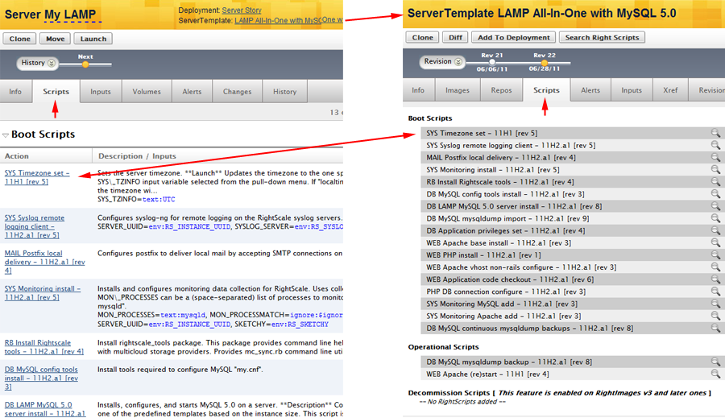 Server My LAMP
Deployment: Server Story
ServerTemplate: LAMP All-In-One with MySQL
Clone
Move
Launch
History
Next
Info
Scripts
Inputs
Volumes
Alerts
Changes
History
13
Boot Scripts
Action
Description / Inputs
SYS Timezone set -
11H1 [rev 5]
Sets the server timezone. **Launch** Updates the timezone to the one sp
SYS\_TZINFO input variable selected from the pull-down menu. If "locatin
the timezone wi...
SYS_TZINFO=text:UTC
SYS Syslog remote
logging client -
11H2.a1 [rev 5]
Configures syslog-ng for remote logging on the RightScale syslog servers.
SERVER_UUID=env:RS_INSTANCE_UUID, SYSLOG_SERVER=env:RS_SYSLO
MAIL Postfix local
delivery - 11H2.a1 [rev
4]
Configures postfix to deliver local mail by accepting SMTP connections on
SYS Monitoring install -
11H2.a1 [rev 5]
Installs and configures monitoring data collection for RightScale. Uses colle
MON\_PROCESSES can be a (space-separated) list of processes to monito
mysqld".
MON_PROCESSES=text:mysqld, MON_PROCESSMATCH=ignore:$ignor
SERVER_UUID=env:RS_INSTANCE_UUID, SKETCHY=env:RS_SKETCHY
RB Install Rightscale
tools - 11H2.a1 [rev 4]
Install rightscale_tools package. This package provides command line help
with multicloud storage providers. Provides mc_sync.rb command line util
DB MySQL config tools
install - 11H2.a1 [rev
3]
Install tools required to configure MySQL "my.cnf".
DB LAMP MySQL 5.0
server install - 11H2.a1
Installs, configures, and starts MySQL 5.0 on a server. **Description** Co
one of the predefined templates based on the instance size. This script is
ServerTemplate LAMP All-In-One with MySQL 5.0
Clone
Diff
Add To Deployment
Search Right Scripts
Revision
Rev 21
06/06/11
Rev 22
06/28/11
Info
Images
Repos
Scripts
Alerts
Inputs
Xref
Revision
Boot Scripts
SYS Timezone set - 11H1 [rev 5]
SYS Syslog remote logging client - 11H2.a1 [rev 5]
MAIL Postfix local delivery - 11H2.a1 [rev 4]
SYS Monitoring install - 11H2.a1 [rev 5]
RB Install Rightscale tools - 11H2.a1 [rev 4]
DB MySQL config tools install - 11H2.a1 [rev 3]
DB LAMP MySQL 5.0 server install - 11H2.a1 [rev 8]
DB MySQL mysqldump import - 11H2.a1 [rev 9]
DB Application privileges set - 11H2.a1 [rev 4]
WEB Apache base install - 11H2.a1 [rev 3]
WEB PHP install - 11H2.a1 [rev 1]
WEB Apache vhost non-rails configure - 11H2.a1 [rev 3]
WEB Application code checkout - 11H2.a1 [rev 6]
PHP DB connection configure - 11H2.a1 [rev 3]
SYS Monitoring MySQL add - 11H2.a1 [rev 3]
SYS Monitoring Apache add - 11H2.a1 [rev 3]
DB MySQL continuous mysqldump backups - 11H2.a1 [rev 8]
Operational Scripts
DB MySQL mysqldump backup - 11H2.a1 [rev 8]
WEB Apache (re)start - 11H1 [rev 4]
Decommission Scripts [ This feature is enabled on RightImages v3 and later ones ]
-- No RightScripts added --